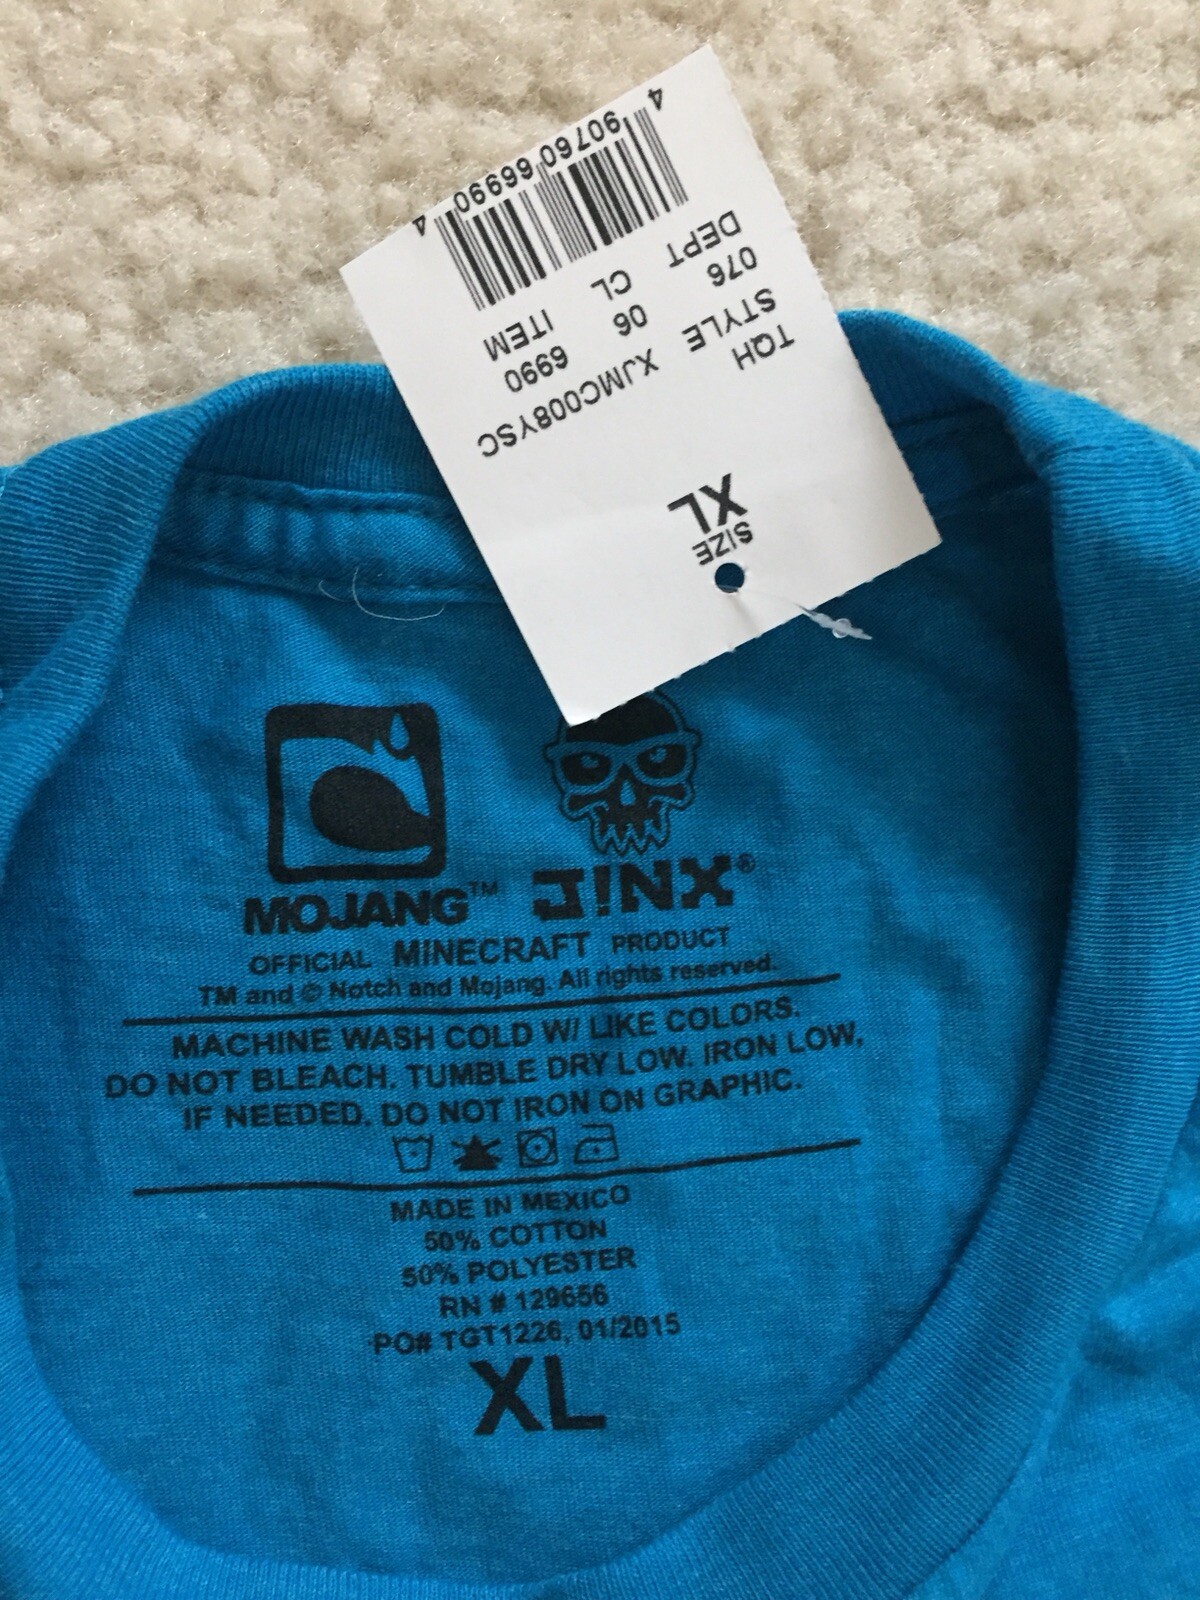 SIZE
XL
TQH
STYLE XJMC008YSC
076 06 6990
DEPT CL ITEM
4 90760 66990 4
MOJANG™ J!NX®
OFFICIAL MINECRAFT PRODUCT
TM and © Notch and Mojang. All rights reserved.
MACHINE WASH COLD W/ LIKE COLORS.
DO NOT BLEACH. TUMBLE DRY LOW. IRON LOW,
IF NEEDED. DO NOT IRON ON GRAPHIC.
MADE IN MEXICO
50% COTTON
50% POLYESTER
RN # 129656
PO# TGT1226, 01/2015
XL